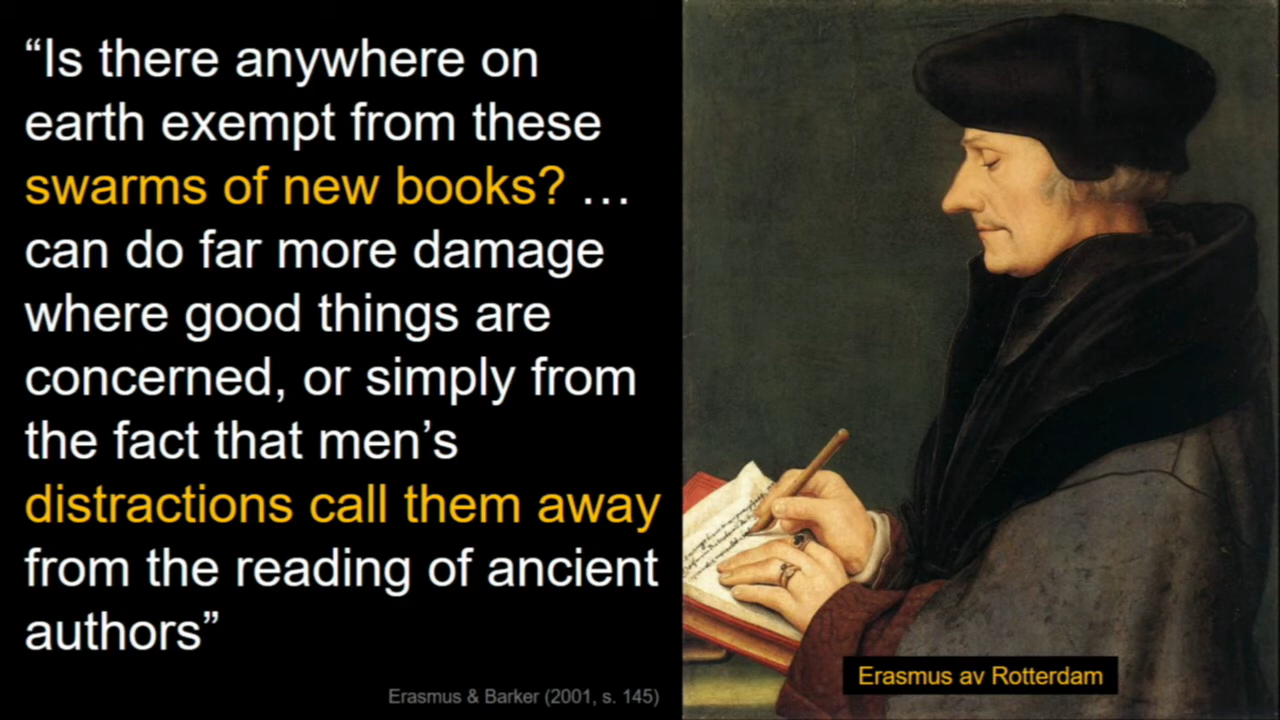 “Is there anywhere on
earth exempt from these
swarms of new books? …
can do far more damage
where good things are
concerned, or simply from
the fact that men’s
distractions call them away
from the reading of ancient
authors”
Erasmus & Barker (2001, s. 145)
Erasmus av Rotterdam